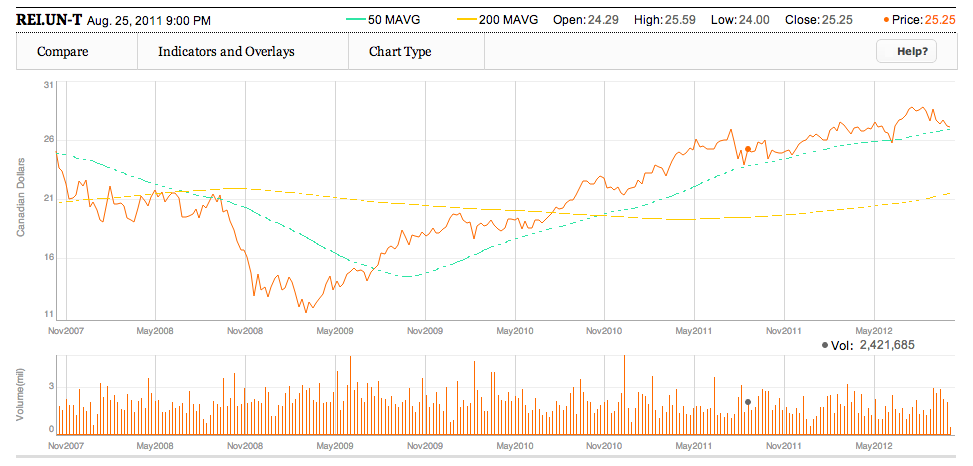 REI.UN-T Aug. 25, 2011 9:00 PM 50 MAVG 200 MAVG Open: 24.29 High: 25.59 Low: 24.00 Close: 25.25 Price: 25.25
Compare Indicators and Overlays Chart Type Help?
31
26
21
16
11
Canadian Dollars
Nov2007 May2008 Nov2008 May2009 Nov2009 May2010 Nov2010 May2011 Nov2011 May2012
Vol: 2,421,685
3
0
Volume(mil)
Nov2007 May2008 Nov2008 May2009 Nov2009 May2010 Nov2010 May2011 Nov2011 May2012